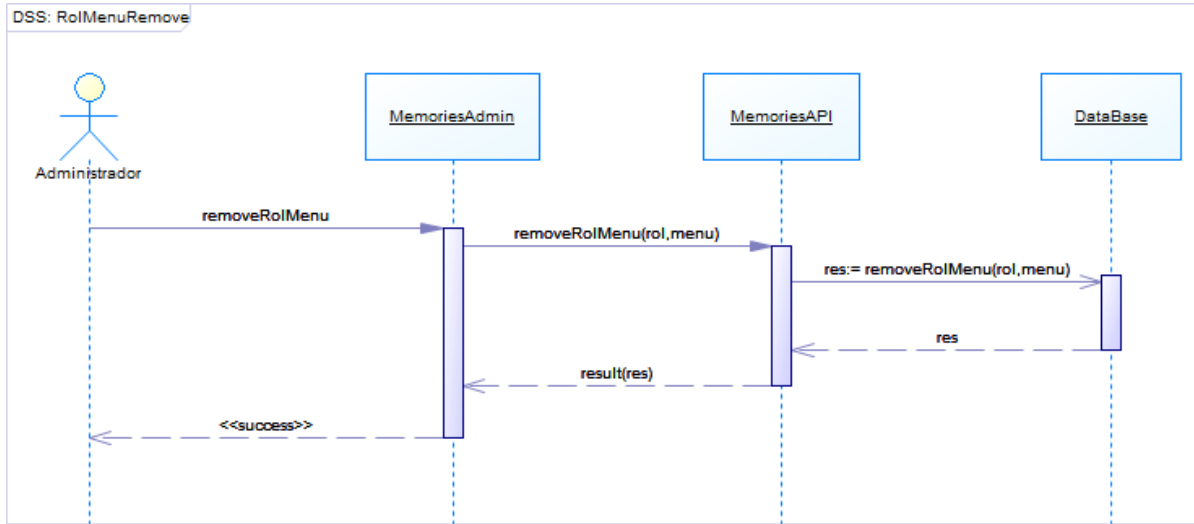 DSS: RolMenuRemove
MemoriesAdmin
MemoriesAPI
DataBase
Administrador
removeRolMenu
removeRolMenu(rol,menu)
res:= removeRolMenu(rol,menu)
res
result(res)
<<success>>